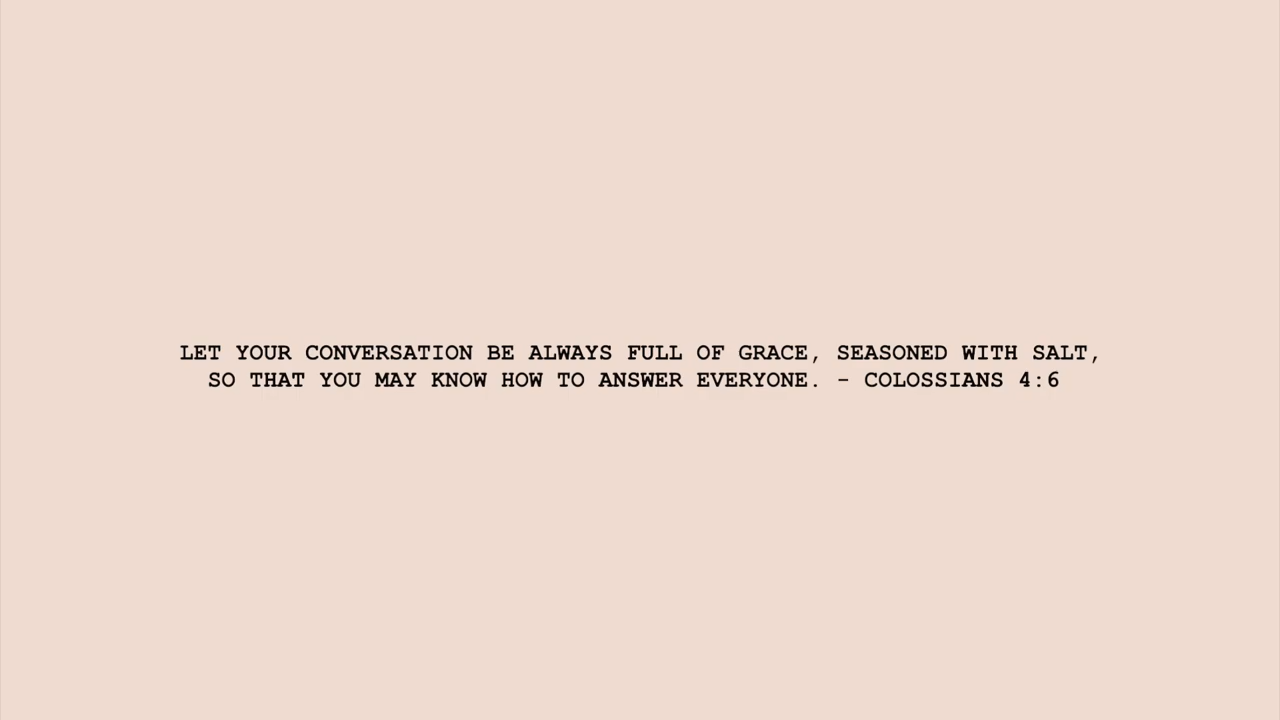 LET YOUR CONVERSATION BE ALWAYS FULL OF GRACE, SEASONED WITH SALT,
SO THAT YOU MAY KNOW HOW TO ANSWER EVERYONE. - COLOSSIANS 4:6